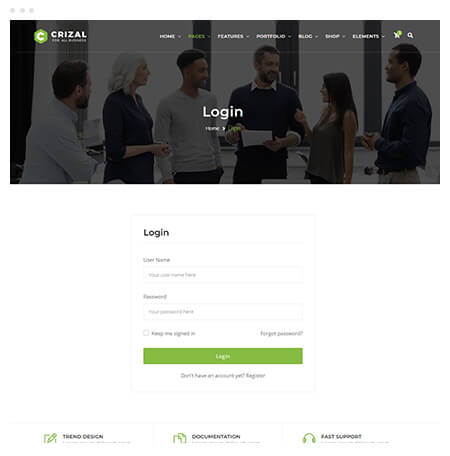 CRIZAL
FOR ALL BUSINESS
HOME PAGES FEATURES PORTFOLIO BLOG SHOP ELEMENTS
Login
Home Login
Login
User Name
Your user name here
Password
Your password here
Keep me signed in Forgot password?
Login
Don't have an account yet? Register
TREND DESIGN DOCUMENTATION FAST SUPPORT